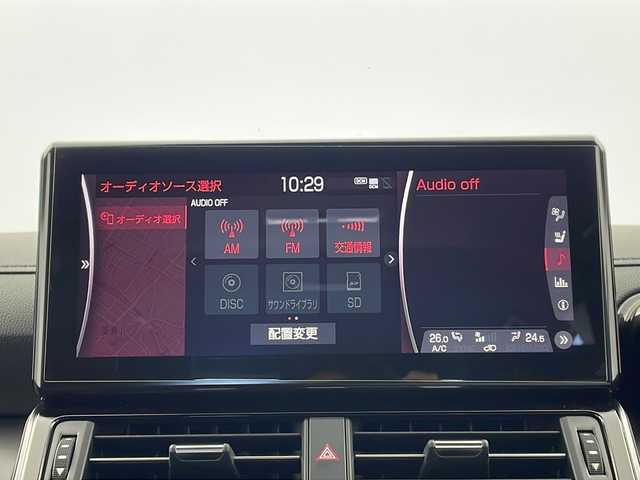 オーディオソース選択
10:29
DCM
Audio off
AUDIO OFF
オーディオ選択
AM
FM
交通情報
DISC
サウンドライブラリ
SD
配置変更
26.0
A/C
24.5